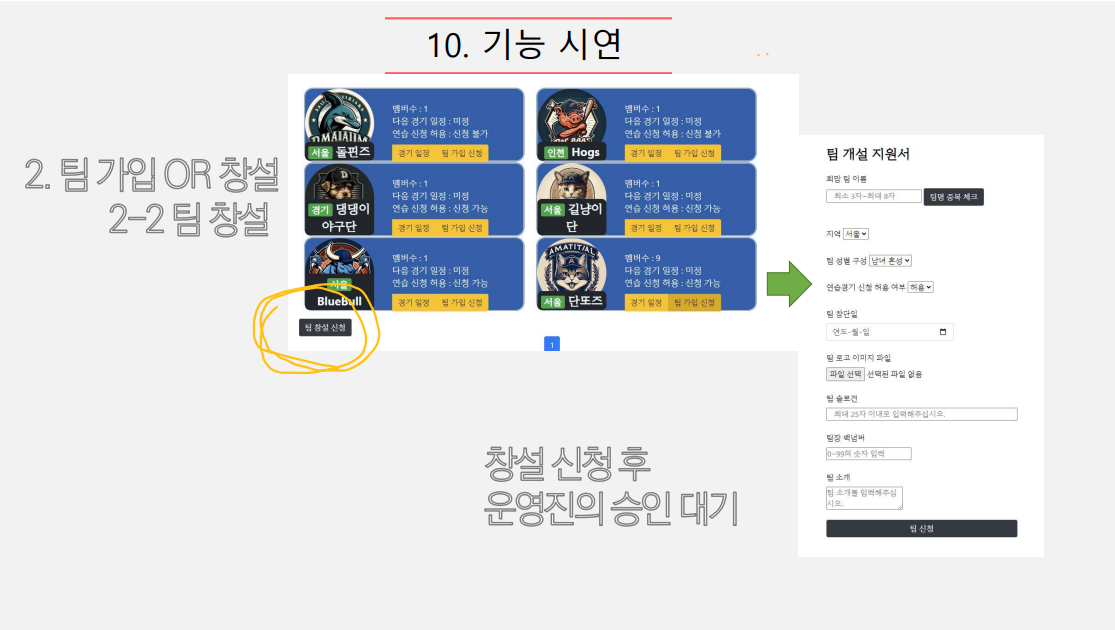 10. 기능 시연
2. 팀 가입 OR 창설
2-2 팀 창설
멤버수 : 1
다음 경기 일정 : 미정
연습 신청 허용 : 신청 불가
서울 돌핀즈
경기 일정 팀 가입 신청
멤버수 : 1
다음 경기 일정 : 미정
연습 신청 허용 : 신청 불가
인천 Hogs
경기 일정 팀 가입 신청
D
멤버수 : 1
다음 경기 일정 : 미정
연습 신청 허용 : 신청 가능
경기 댕댕이
야구단
경기 일정 팀 가입 신청
멤버수 : 1
다음 경기 일정 : 미정
연습 신청 허용 : 신청 가능
서울 길냥이
단
경기 일정 팀 가입 신청
멤버수 : 1
다음 경기 일정 : 미정
연습 신청 허용 : 신청 가능
서울
BlueBull
경기 일정 팀 가입 신청
AMATITJAL
A
멤버수 : 9
다음 경기 일정 : 미정
연습 신청 허용 : 신청 가능
서울 단또즈
경기 일정 팀 가입 신청
팀 창설 신청
1
팀 개설 지원서
희망 팀 이름
최소 3자~최대 8자 팀명 중복 체크
지역 서울
팀 성별 구성 남녀 혼성
연습경기 신청 허용 여부 허용
팀 창단일
연도-월-일
팀 로고 이미지 파일
파일 선택 선택된 파일 없음
팀 슬로건
최대 25자 이내로 입력해주십시오.
팀장 백넘버
0~99의 숫자 입력
팀 소개
팀 소개를 입력해주십
시오.
팀 신청
창설 신청 후
운영진의 승인 대기